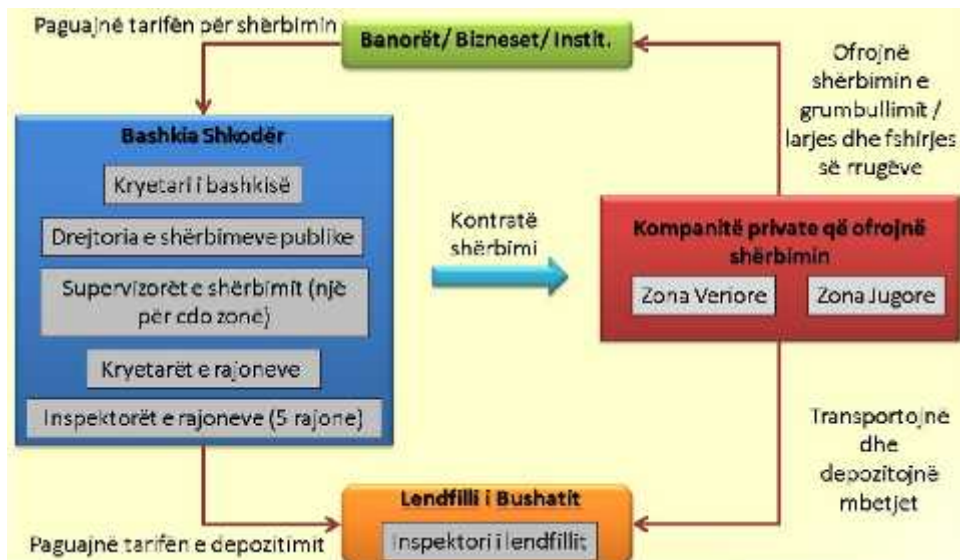 Paguajnë tarifën për shërbimin
Banorët/ Bizneset/ Instit.
Ofrojnë
shërbimin e
grumbullimit /
larjes dhe fshirjes
së rrugëve
Bashkia Shkodër
Kryetari i bashkisë
Drejtoria e shërbimeve publike
Supervizorët e shërbimit (një
për cdo zonë)
Kryetarët e rajoneve
Inspektorët e rajoneve (5 rajone)
Kontratë
shërbimi
Kompanitë private që ofrojnë
shërbimin
Zona Veriore
Zona Jugore
Transportojnë
dhe
depozitojnë
mbetjet
Lendfilli i Bushatit
Inspektori i lendfillit
Paguajnë tarifën e depozitimit